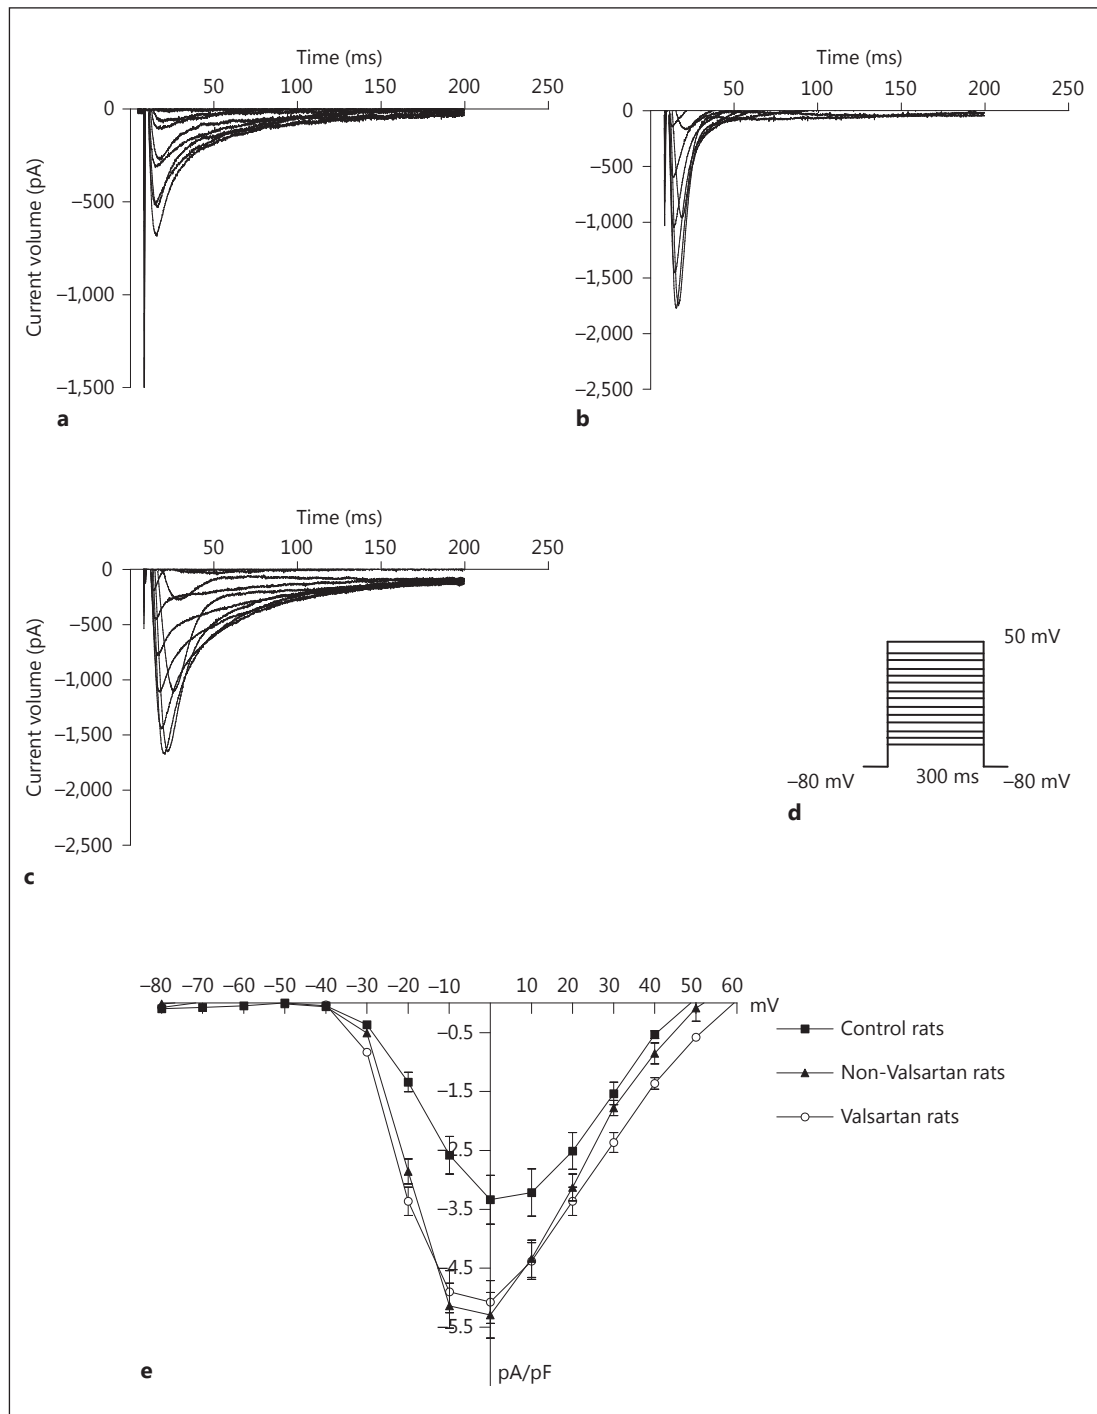 Time (ms)
50 100 150 200 250
0
–500
–1,000
–1,500
Current volume (pA)
a
Time (ms)
50 100 150 200 250
0
–500
–1,000
–1,500
–2,000
–2,500
b
Time (ms)
50 100 150 200 250
0
–500
–1,000
–1,500
–2,000
–2,500
Current volume (pA)
c
50 mV
–80 mV 300 ms –80 mV
d
–80 –70 –60 –50 –40 –30 –20 –10 10 20 30 40 50 60
mV
–0.5
–1.5
–2.5
–3.5
–4.5
–5.5
pA/pF
Control rats
Non-Valsartan rats
Valsartan rats
e